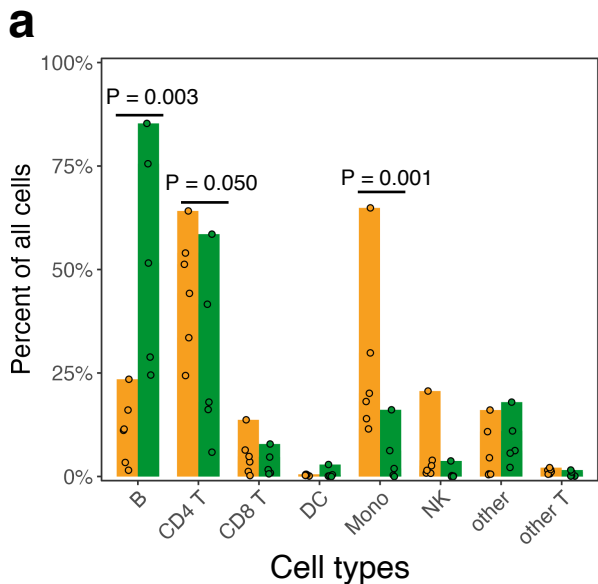 a
Percent of all cells
100%
75%
50%
25%
0%
P = 0.003
P = 0.050
P = 0.001
B
CD4 T
CD8 T
DC
Mono
NK
other
other T
Cell types